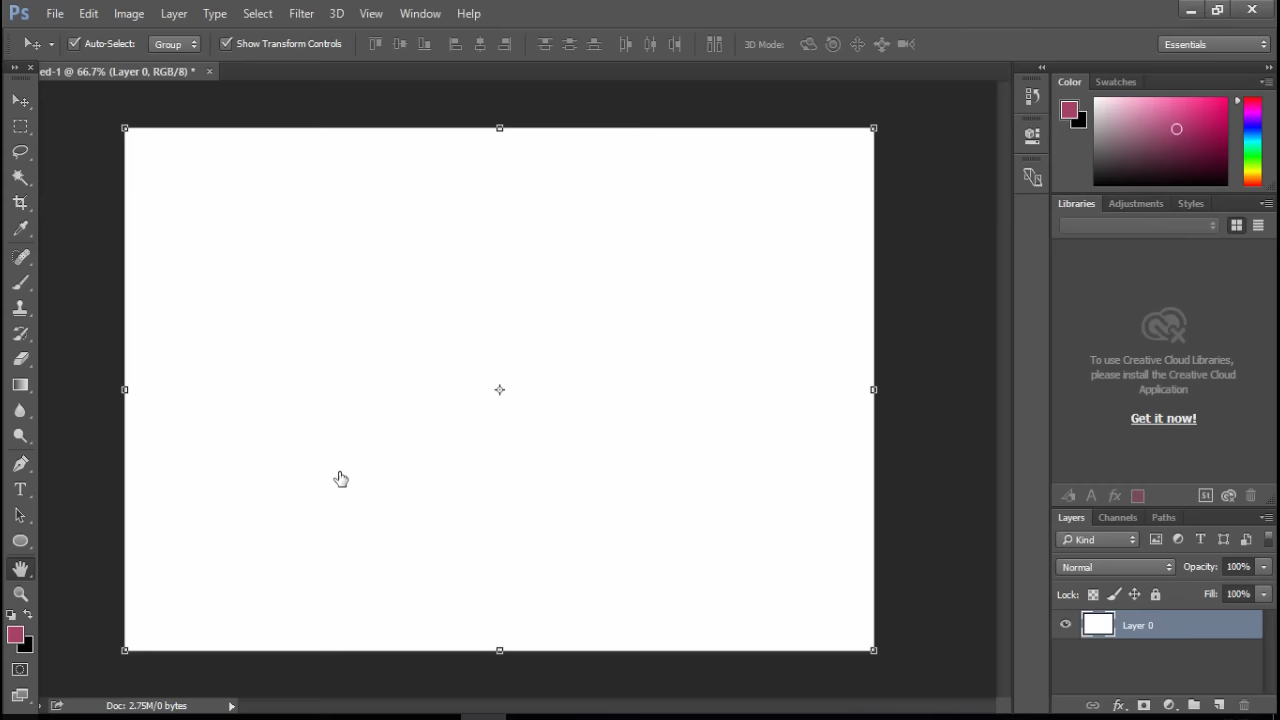 Ps File Edit Image Layer Type Select Filter 3D View Window Help
Auto-Select: Group Show Transform Controls 3D Mode: Essentials
ed-1 @ 66.7% (Layer 0, RGB/8) *
Color Swatches
Libraries Adjustments Styles
To use Creative Cloud Libraries,
please install the Creative Cloud
Application
Get it now!
A fx St
Layers Channels Paths
Kind T
Normal Opacity: 100%
Lock: Fill: 100%
Layer 0
T
Doc: 2.75M/0 bytes
fx